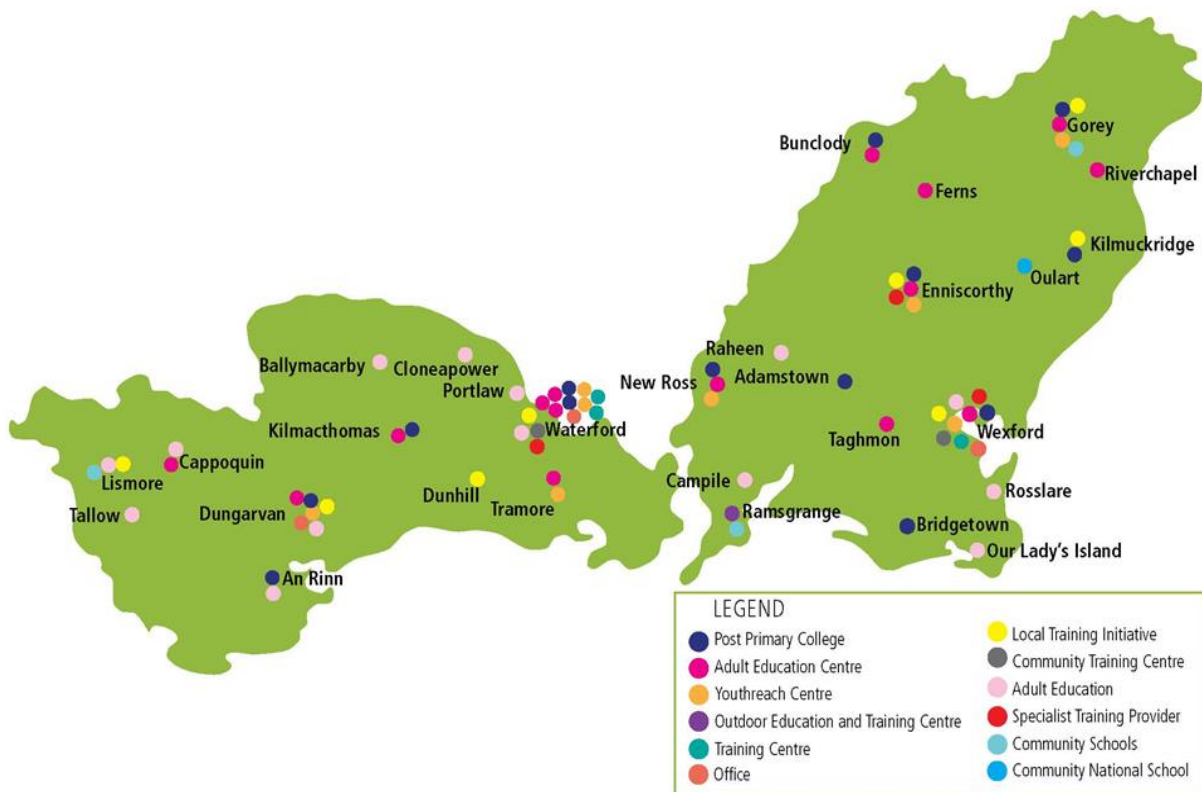 Gorey
Bunclody
Riverchapel
Ferns
Kilmuckridge
Oulart
Enniscorthy
Raheen
Ballymacarby
Cloneapower
New Ross
Adamstown
Portlaw
Waterford
Wexford
Kilmacthomas
Taghmon
Cappoquin
Lismore
Campile
Rosslare
Dunhill
Tramore
Tallow
Dungarvan
Ramsgrange
Bridgetown
Our Lady's Island
An Rinn
LEGEND
Post Primary College
Adult Education Centre
Youthreach Centre
Outdoor Education and Training Centre
Training Centre
Office
Local Training Initiative
Community Training Centre
Adult Education
Specialist Training Provider
Community Schools
Community National School